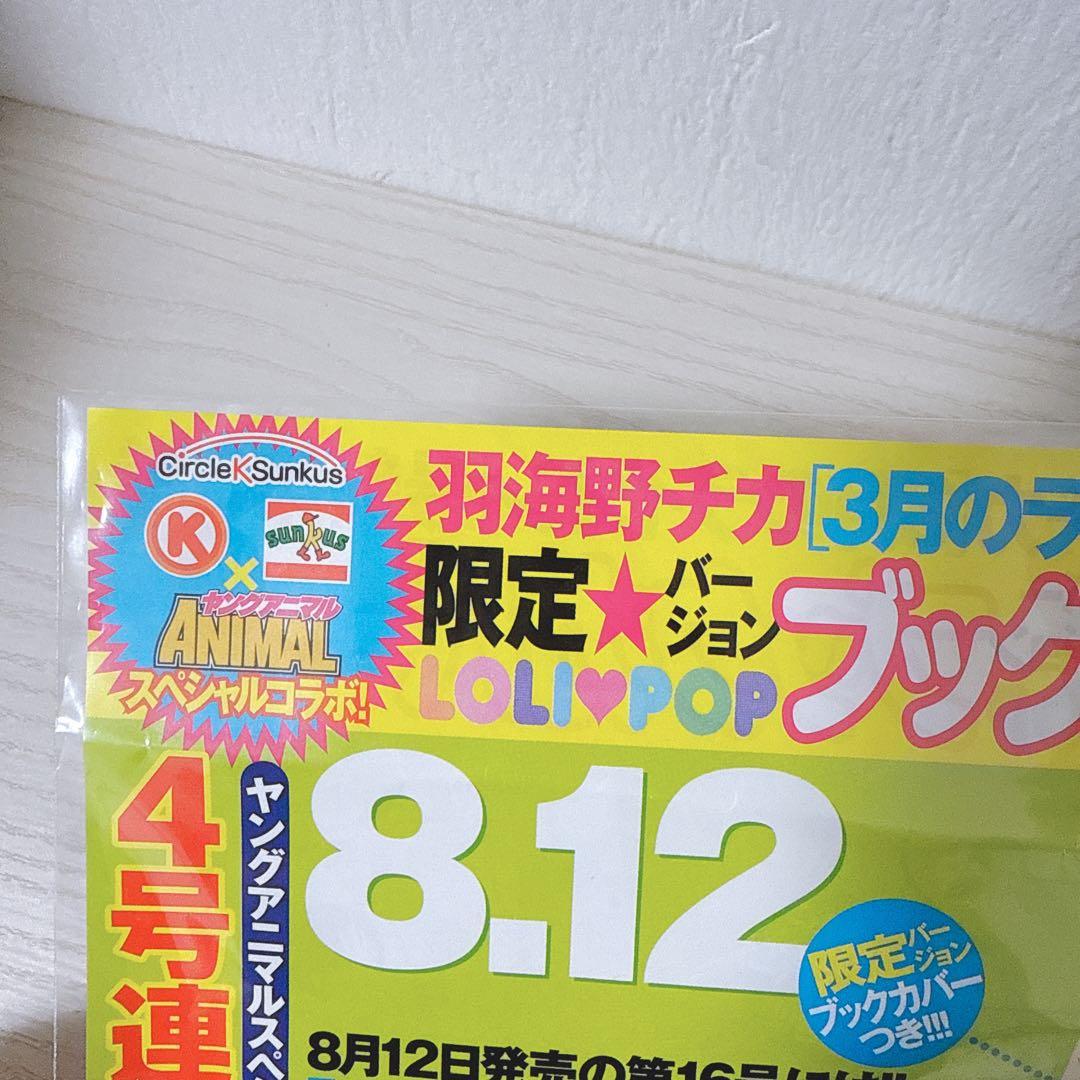 CircleKSunkus
K
sunkus
×
ヤングアニマル
ANIMAL
スペシャルコラボ!
羽海野チカ[3月のラ
限定★バージョン
LOLI♥POP
ブック
4号連
ヤングアニマルスペ
8.12
限定バージョン
ブックカバー
つき!!!
8月12日発売の第16号には!!